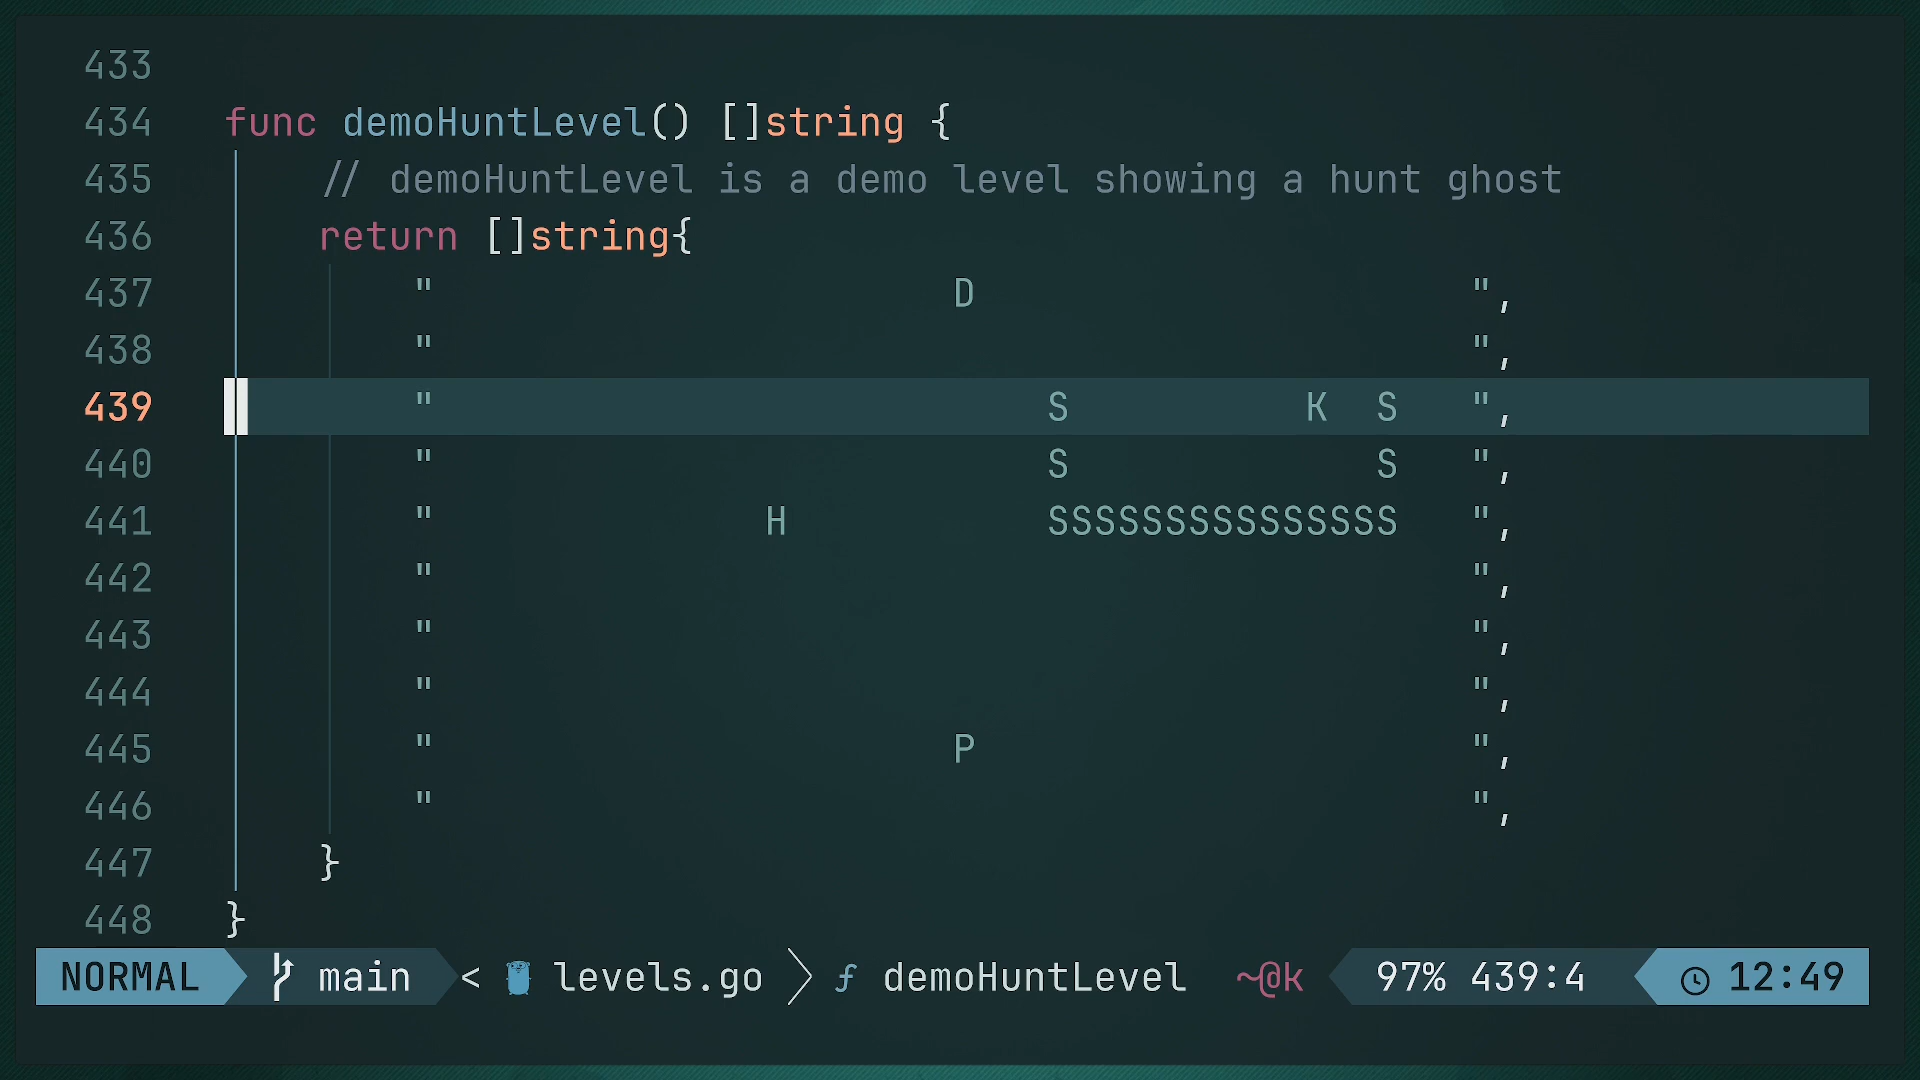 433
434 func demoHuntLevel() []string {
435     // demoHuntLevel is a demo level showing a hunt ghost
436     return []string{
437         "                      D                     ",
438         "                                            ",
439         "                          S          K  S   ",
440         "                          S             S   ",
441         "              H           SSSSSSSSSSSSSSS   ",
442         "                                            ",
443         "                                            ",
444         "                                            ",
445         "                      P                     ",
446         "                                            ",
447     }
448 }
NORMAL main < levels.go demoHuntLevel ~@k 97% 439:4 12:49